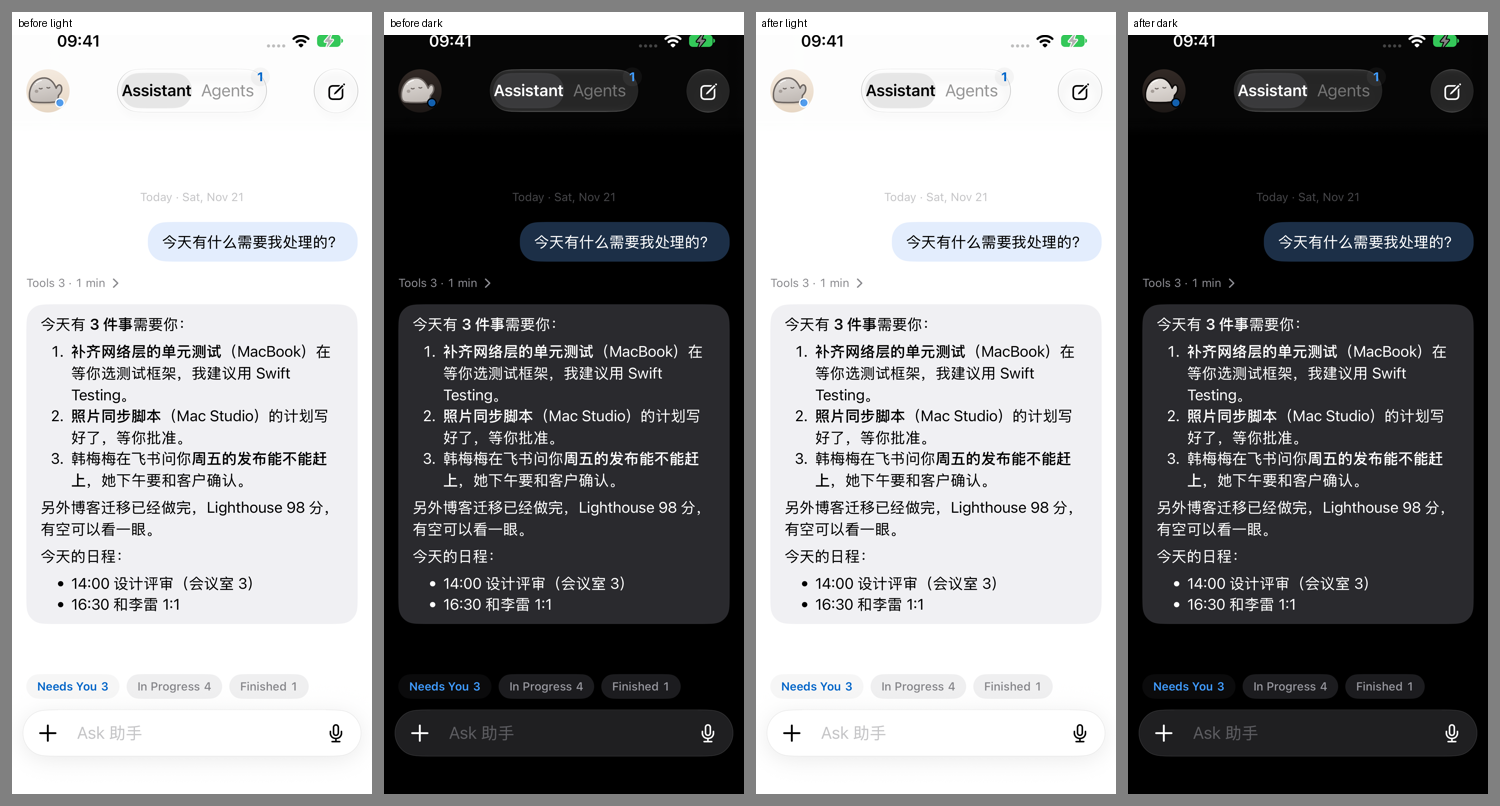 before light
09:41
Assistant
Agents
1
Today · Sat, Nov 21
今天有什么需要我处理的?
Tools 3 · 1 min
今天有 3 件事需要你：
1. 补齐网络层的单元测试（MacBook）在
等你选测试框架，我建议用 Swift
Testing。
2. 照片同步脚本（Mac Studio）的计划写
好了，等你批准。
3. 韩梅梅在飞书问你周五的发布能不能赶
上，她下午要和客户确认。
另外博客迁移已经做完，Lighthouse 98 分，
有空可以看一眼。
今天的日程：
• 14:00 设计评审（会议室 3）
• 16:30 和李雷 1:1
Needs You 3
In Progress 4
Finished 1
Ask 助手
before dark
09:41
Assistant
Agents
1
Today · Sat, Nov 21
今天有什么需要我处理的?
Tools 3 · 1 min
今天有 3 件事需要你：
1. 补齐网络层的单元测试（MacBook）在
等你选测试框架，我建议用 Swift
Testing。
2. 照片同步脚本（Mac Studio）的计划写
好了，等你批准。
3. 韩梅梅在飞书问你周五的发布能不能赶
上，她下午要和客户确认。
另外博客迁移已经做完，Lighthouse 98 分，
有空可以看一眼。
今天的日程：
• 14:00 设计评审（会议室 3）
• 16:30 和李雷 1:1
Needs You 3
In Progress 4
Finished 1
Ask 助手
after light
09:41
Assistant
Agents
1
Today · Sat, Nov 21
今天有什么需要我处理的?
Tools 3 · 1 min
今天有 3 件事需要你：
1. 补齐网络层的单元测试（MacBook）在
等你选测试框架，我建议用 Swift
Testing。
2. 照片同步脚本（Mac Studio）的计划写
好了，等你批准。
3. 韩梅梅在飞书问你周五的发布能不能赶
上，她下午要和客户确认。
另外博客迁移已经做完，Lighthouse 98 分，
有空可以看一眼。
今天的日程：
• 14:00 设计评审（会议室 3）
• 16:30 和李雷 1:1
Needs You 3
In Progress 4
Finished 1
Ask 助手
after dark
09:41
Assistant
Agents
1
Today · Sat, Nov 21
今天有什么需要我处理的?
Tools 3 · 1 min
今天有 3 件事需要你：
1. 补齐网络层的单元测试（MacBook）在
等你选测试框架，我建议用 Swift
Testing。
2. 照片同步脚本（Mac Studio）的计划写
好了，等你批准。
3. 韩梅梅在飞书问你周五的发布能不能赶
上，她下午要和客户确认。
另外博客迁移已经做完，Lighthouse 98 分，
有空可以看一眼。
今天的日程：
• 14:00 设计评审（会议室 3）
• 16:30 和李雷 1:1
Needs You 3
In Progress 4
Finished 1
Ask 助手